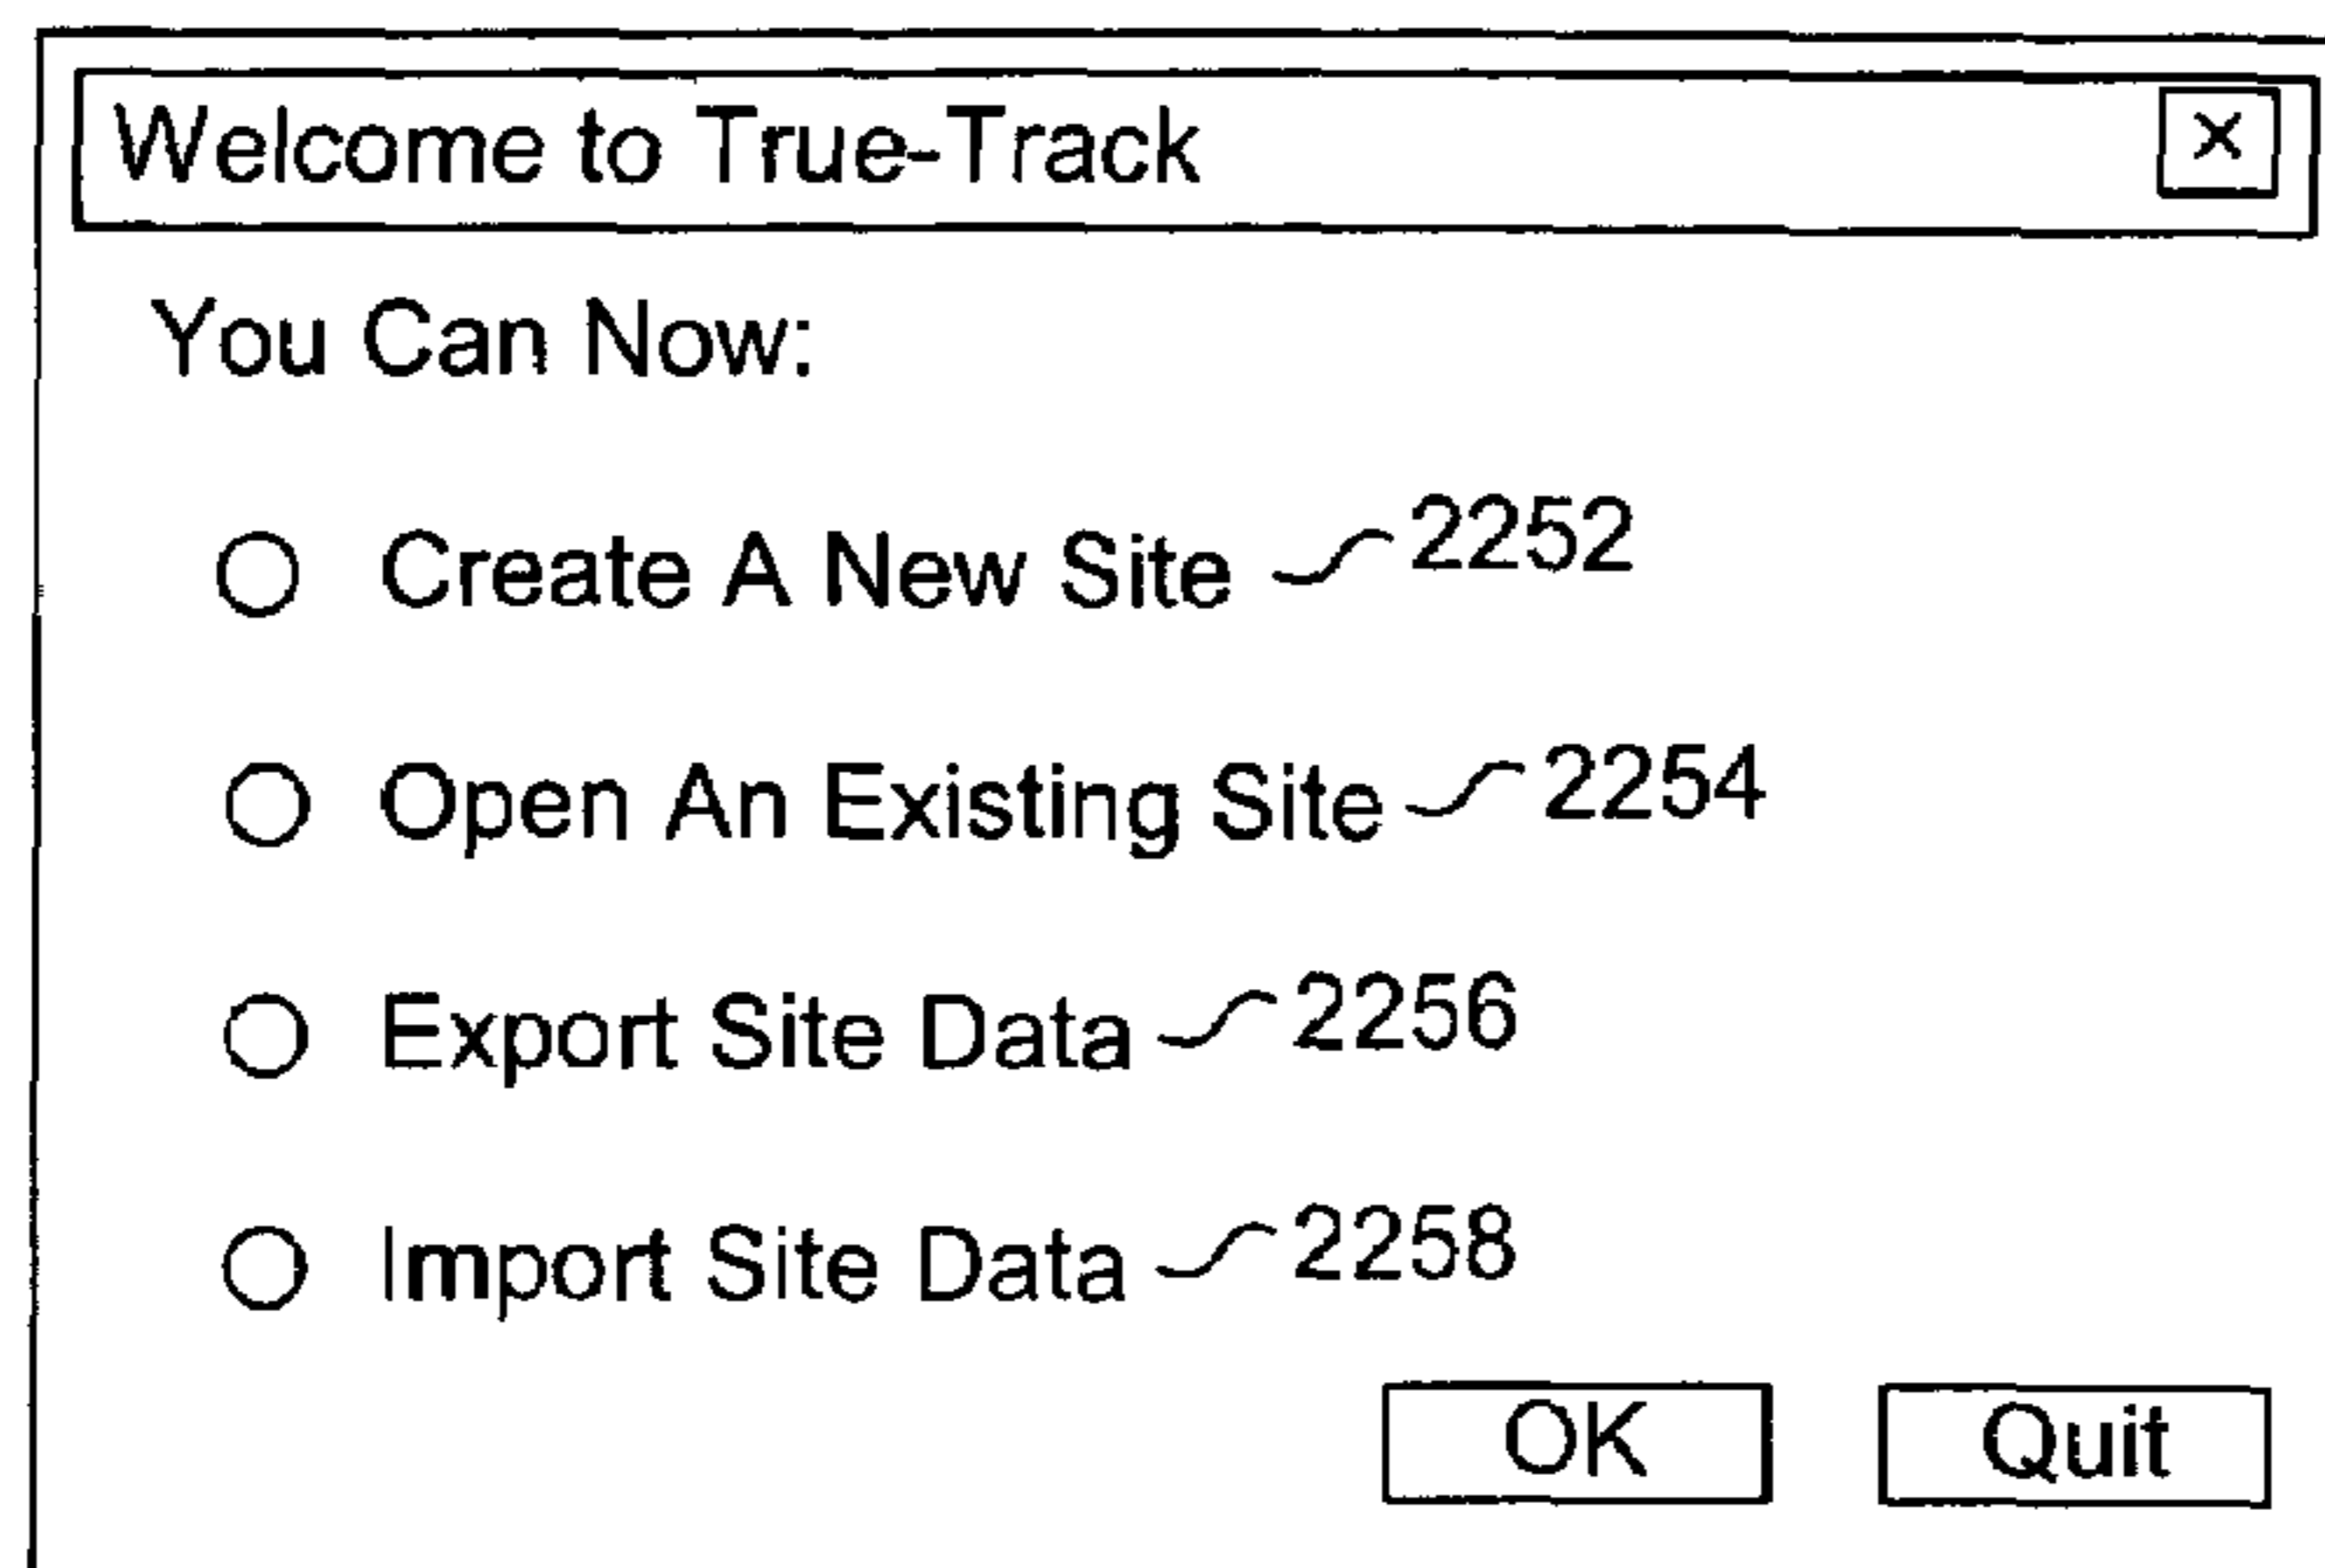 Welcome to True-Track X
You Can Now:
Create A New Site 2252
Open An Existing Site 2254
Export Site Data 2256
Import Site Data 2258
OK Quit